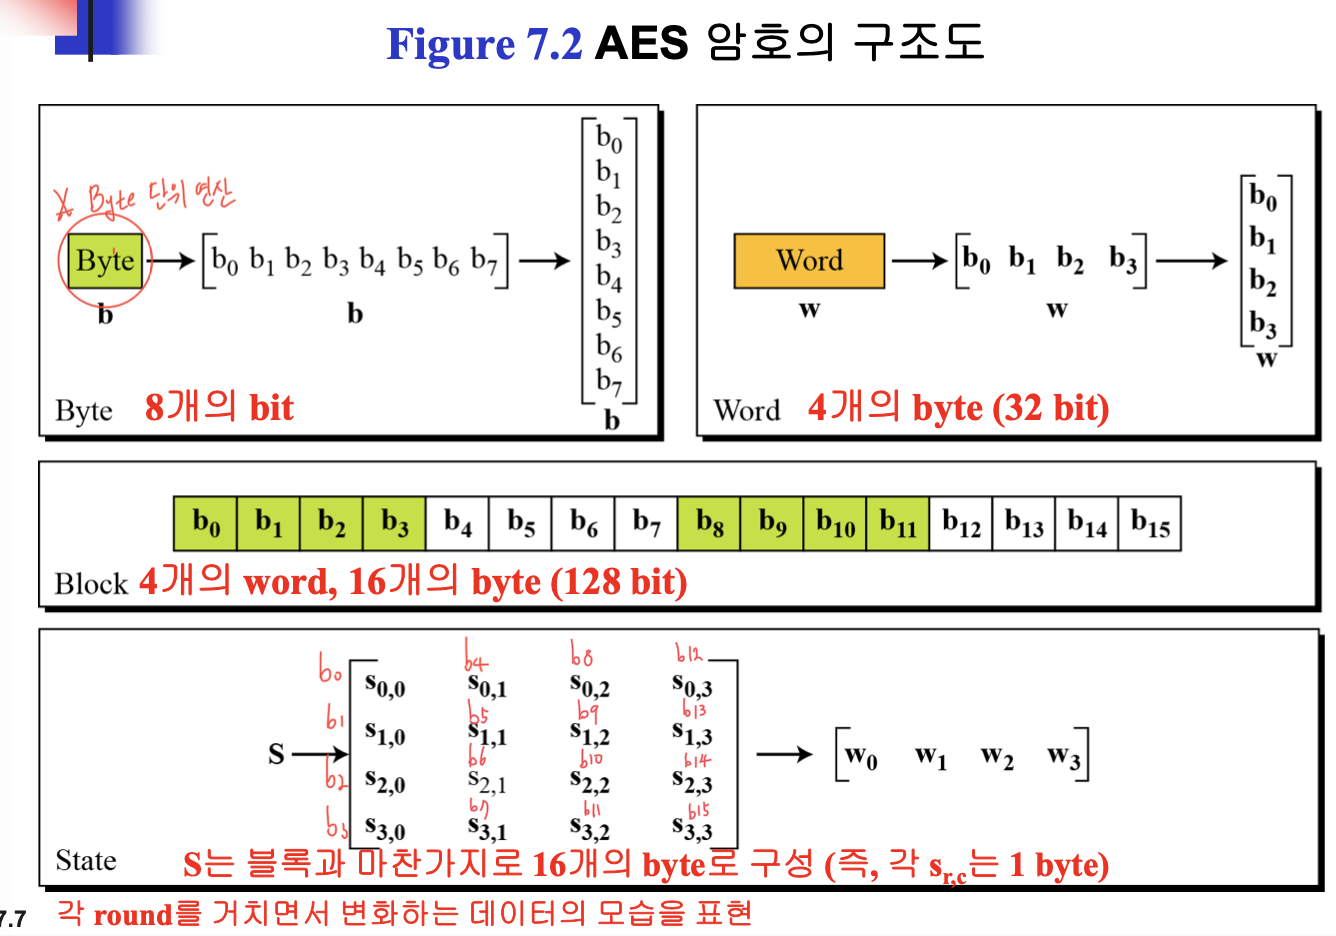 Figure 7.2 AES 암호의 구조도
※ Byte 단위 연산
Byte → [b0 b1 b2 b3 b4 b5 b6 b7] →
b
b
b0
b1
b2
b3
b4
b5
b6
b7
b
Byte 8개의 bit
Word → [b0 b1 b2 b3] →
w
w
b0
b1
b2
b3
w
Word 4개의 byte (32 bit)
b0 b1 b2 b3 b4 b5 b6 b7 b8 b9 b10 b11 b12 b13 b14 b15
Block 4개의 word, 16개의 byte (128 bit)
b0 b4 b8 b12
s0,0 s0,1 s0,2 s0,3
b1 b5 b9 b13
s1,0 s1,1 s1,2 s1,3
S → → [w0 w1 w2 w3]
b2 b6 b10 b14
s2,0 s2,1 s2,2 s2,3
b3 b7 b11 b15
s3,0 s3,1 s3,2 s3,3
State S는 블록과 마찬가지로 16개의 byte로 구성 (즉, 각 sr,c는 1 byte)
7.7 각 round를 거치면서 변화하는 데이터의 모습을 표현